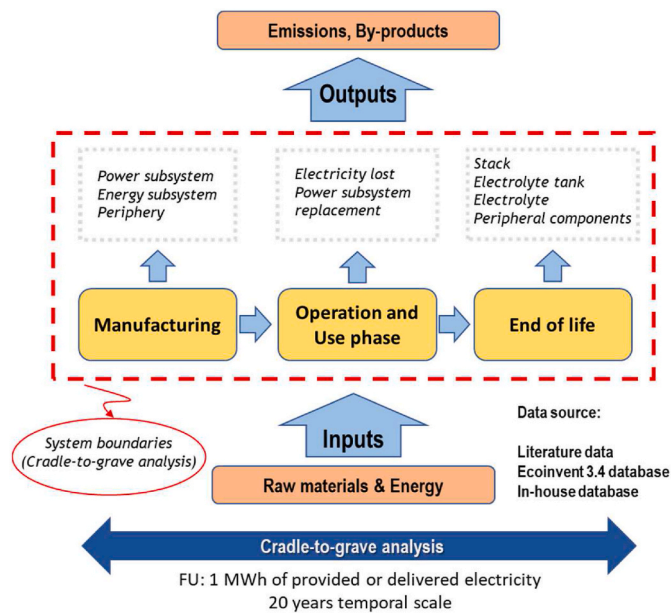 Emissions, By-products
Outputs
Power subsystem
Energy subsystem
Periphery
Electricity lost
Power subsystem
replacement
Stack
Electrolyte tank
Electrolyte
Peripheral components
Manufacturing
Operation and
Use phase
End of life
System boundaries
(Cradle-to-grave analysis)
Inputs
Raw materials & Energy
Data source:
Literature data
Ecoinvent 3.4 database
In-house database
Cradle-to-grave analysis
FU: 1 MWh of provided or delivered electricity
20 years temporal scale